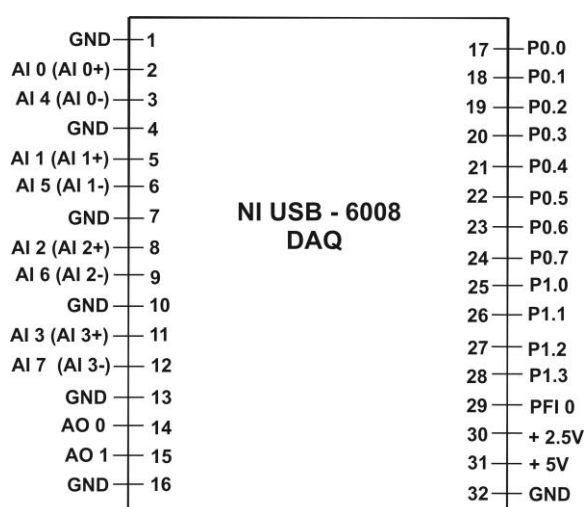 GND 1
AI 0 (AI 0+) 2
AI 4 (AI 0-) 3
GND 4
AI 1 (AI 1+) 5
AI 5 (AI 1-) 6
GND 7
AI 2 (AI 2+) 8
AI 6 (AI 2-) 9
GND 10
AI 3 (AI 3+) 11
AI 7 (AI 3-) 12
GND 13
AO 0 14
AO 1 15
GND 16
NI USB - 6008
DAQ
17 P0.0
18 P0.1
19 P0.2
20 P0.3
21 P0.4
22 P0.5
23 P0.6
24 P0.7
25 P1.0
26 P1.1
27 P1.2
28 P1.3
29 PFI 0
30 + 2.5V
31 + 5V
32 GND